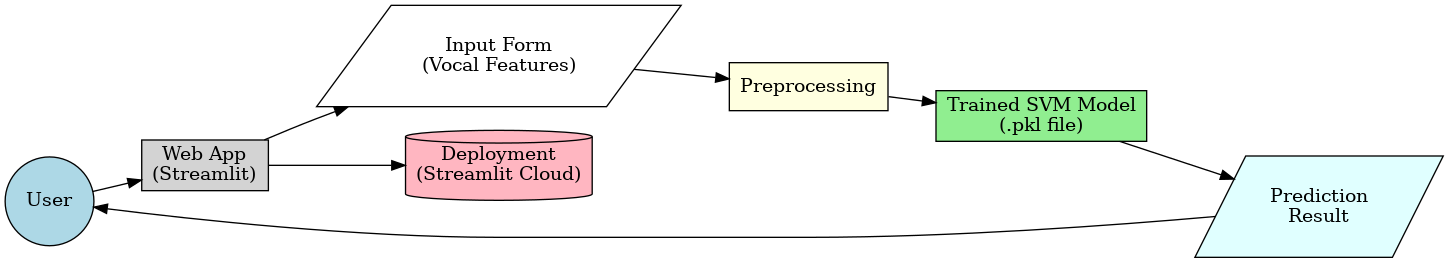 User
Web App
(Streamlit)
Input Form
(Vocal Features)
Deployment
(Streamlit Cloud)
Preprocessing
Trained SVM Model
(.pkl file)
Prediction
Result